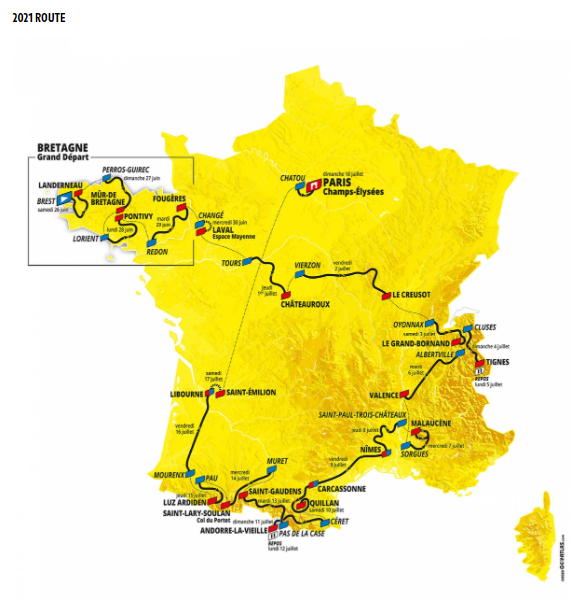 2021 ROUTE
BRETAGNE
Grand Départ
PERROS-GUIREC
dimanche 27 juin
LANDERNEAU
BREST
samedi 26 juin
MÛR-DE
BRETAGNE
FOUGÈRES
PONTIVY
lundi 28 juin
mardi
29 juin
LORIENT
REDON
CHANGÉ
mercredi 30 juin
LAVAL
Espace Mayenne
CHATOU
dimanche 18 juillet
PARIS
Champs-Élysées
TOURS
jeudi
1er juillet
CHÂTEAUROUX
VIERZON
vendredi
2 juillet
LE CREUSOT
OYONNAX
samedi 3 juillet
CLUSES
LE GRAND-BORNAND
dimanche 4 juillet
ALBERTVILLE
TIGNES
REPOS
lundi 5 juillet
mardi
6 juillet
VALENCE
samedi
17 juillet
LIBOURNE
SAINT-ÉMILION
SAINT-PAUL-TROIS-CHÂTEAUX
MALAUCÈNE
jeudi 8 juillet
mercredi 7 juillet
SORGUES
NÎMES
vendredi
16 juillet
vendredi
9 juillet
MOURENX
PAU
MURET
mercredi
14 juillet
CARCASSONNE
SAINT-GAUDENS
jeudi 15 juillet
LUZ ARDIDEN
mardi 13 juillet
QUILLAN
samedi 10 juillet
SAINT-LARY-SOULAN
Col du Portet
dimanche 11 juillet
CÉRET
ANDORRE-LA-VIEILLE
PAS DE LA CASE
REPOS
lundi 12 juillet